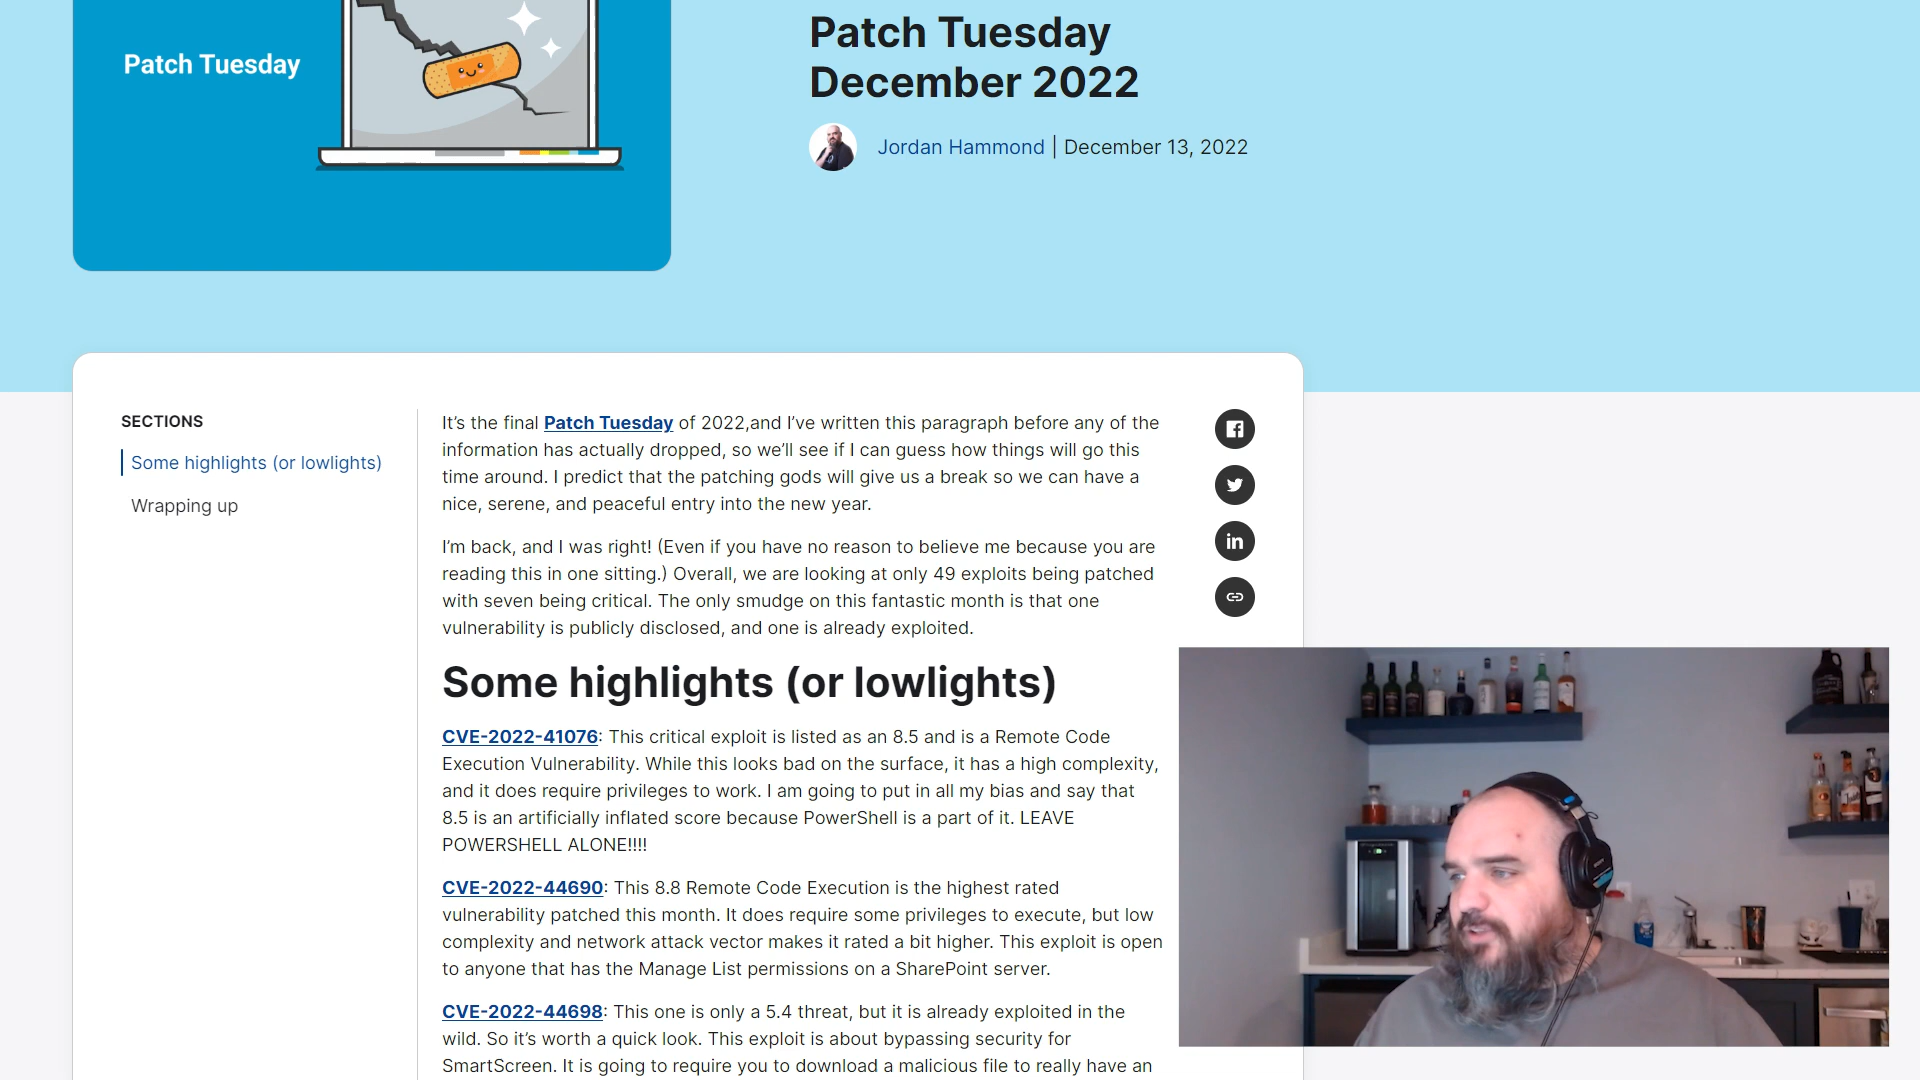 Patch Tuesday
Patch Tuesday
December 2022
Jordan Hammond | December 13, 2022
SECTIONS
Some highlights (or lowlights)
Wrapping up
It's the final Patch Tuesday of 2022,and I've written this paragraph before any of the
information has actually dropped, so we'll see if I can guess how things will go this
time around. I predict that the patching gods will give us a break so we can have a
nice, serene, and peaceful entry into the new year.
I'm back, and I was right! (Even if you have no reason to believe me because you are
reading this in one sitting.) Overall, we are looking at only 49 exploits being patched
with seven being critical. The only smudge on this fantastic month is that one
vulnerability is publicly disclosed, and one is already exploited.
Some highlights (or lowlights)
CVE-2022-41076: This critical exploit is listed as an 8.5 and is a Remote Code
Execution Vulnerability. While this looks bad on the surface, it has a high complexity,
and it does require privileges to work. I am going to put in all my bias and say that
8.5 is an artificially inflated score because PowerShell is a part of it. LEAVE
POWERSHELL ALONE!!!!
CVE-2022-44690: This 8.8 Remote Code Execution is the highest rated
vulnerability patched this month. It does require some privileges to execute, but low
complexity and network attack vector makes it rated a bit higher. This exploit is open
to anyone that has the Manage List permissions on a SharePoint server.
CVE-2022-44698: This one is only a 5.4 threat, but it is already exploited in the
wild. So it's worth a quick look. This exploit is about bypassing security for
SmartScreen. It is going to require you to download a malicious file to really have an